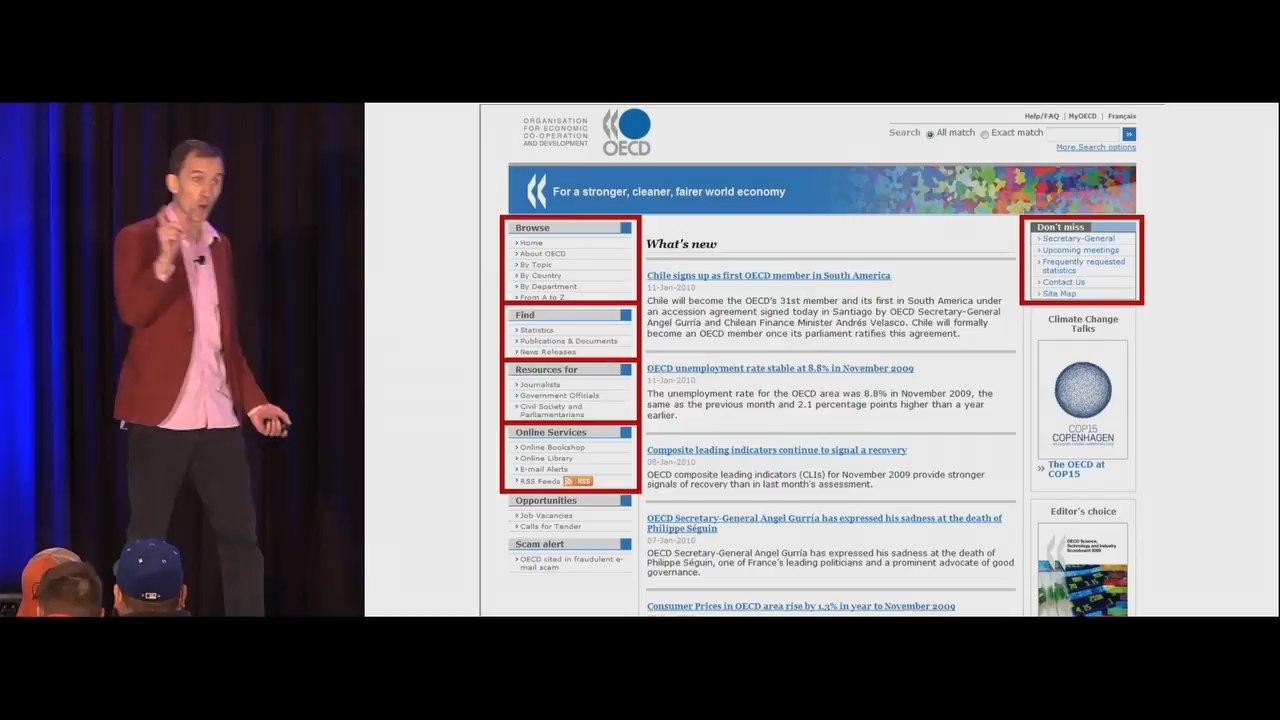 ORGANISATION
FOR ECONOMIC
CO-OPERATION
AND DEVELOPMENT
OECD
Help/FAQ | MyOECD | Français
Search All match Exact match »
More Search options
For a stronger, cleaner, fairer world economy
Browse
Home
About OECD
By Topic
By Country
By Department
From A to Z
Find
Statistics
Publications & Documents
News Releases
Resources for
Journalists
Government Officials
Civil Society and
Parliamentarians
Online Services
Online Bookshop
Online Library
E-mail Alerts
RSS Feeds RSS
Opportunities
Job Vacancies
Calls for Tender
Scam alert
OECD cited in fraudulent e-
mail scam
What's new
Chile signs up as first OECD member in South America
11-Jan-2010
Chile will become the OECD's 31st member and its first in South America under
an accession agreement signed today in Santiago by OECD Secretary-General
Angel Gurría and Chilean Finance Minister Andrés Velasco. Chile will formally
become an OECD member once its parliament ratifies this agreement.
OECD unemployment rate stable at 8.8% in November 2009
11-Jan-2010
The unemployment rate for the OECD area was 8.8% in November 2009, the
same as the previous month and 2.1 percentage points higher than a year
earlier.
Composite leading indicators continue to signal a recovery
08-Jan-2010
OECD composite leading indicators (CLIs) for November 2009 provide stronger
signals of recovery than in last month's assessment.
OECD Secretary-General Angel Gurría has expressed his sadness at the death of
Philippe Séguin
07-Jan-2010
OECD Secretary-General Angel Gurría has expressed his sadness at the death of
Philippe Séguin, one of France's leading politicians and a prominent advocate of good
governance.
Consumer Prices in OECD area rise by 1.3% in year to November 2009
Don't miss
Secretary-General
Upcoming meetings
Frequently requested
statistics
Contact Us
Site Map
Climate Change
Talks
COP15
COPENHAGEN
» The OECD at
COP15
Editor's choice
OECD Science,
Technology and Industry
Scoreboard 2009